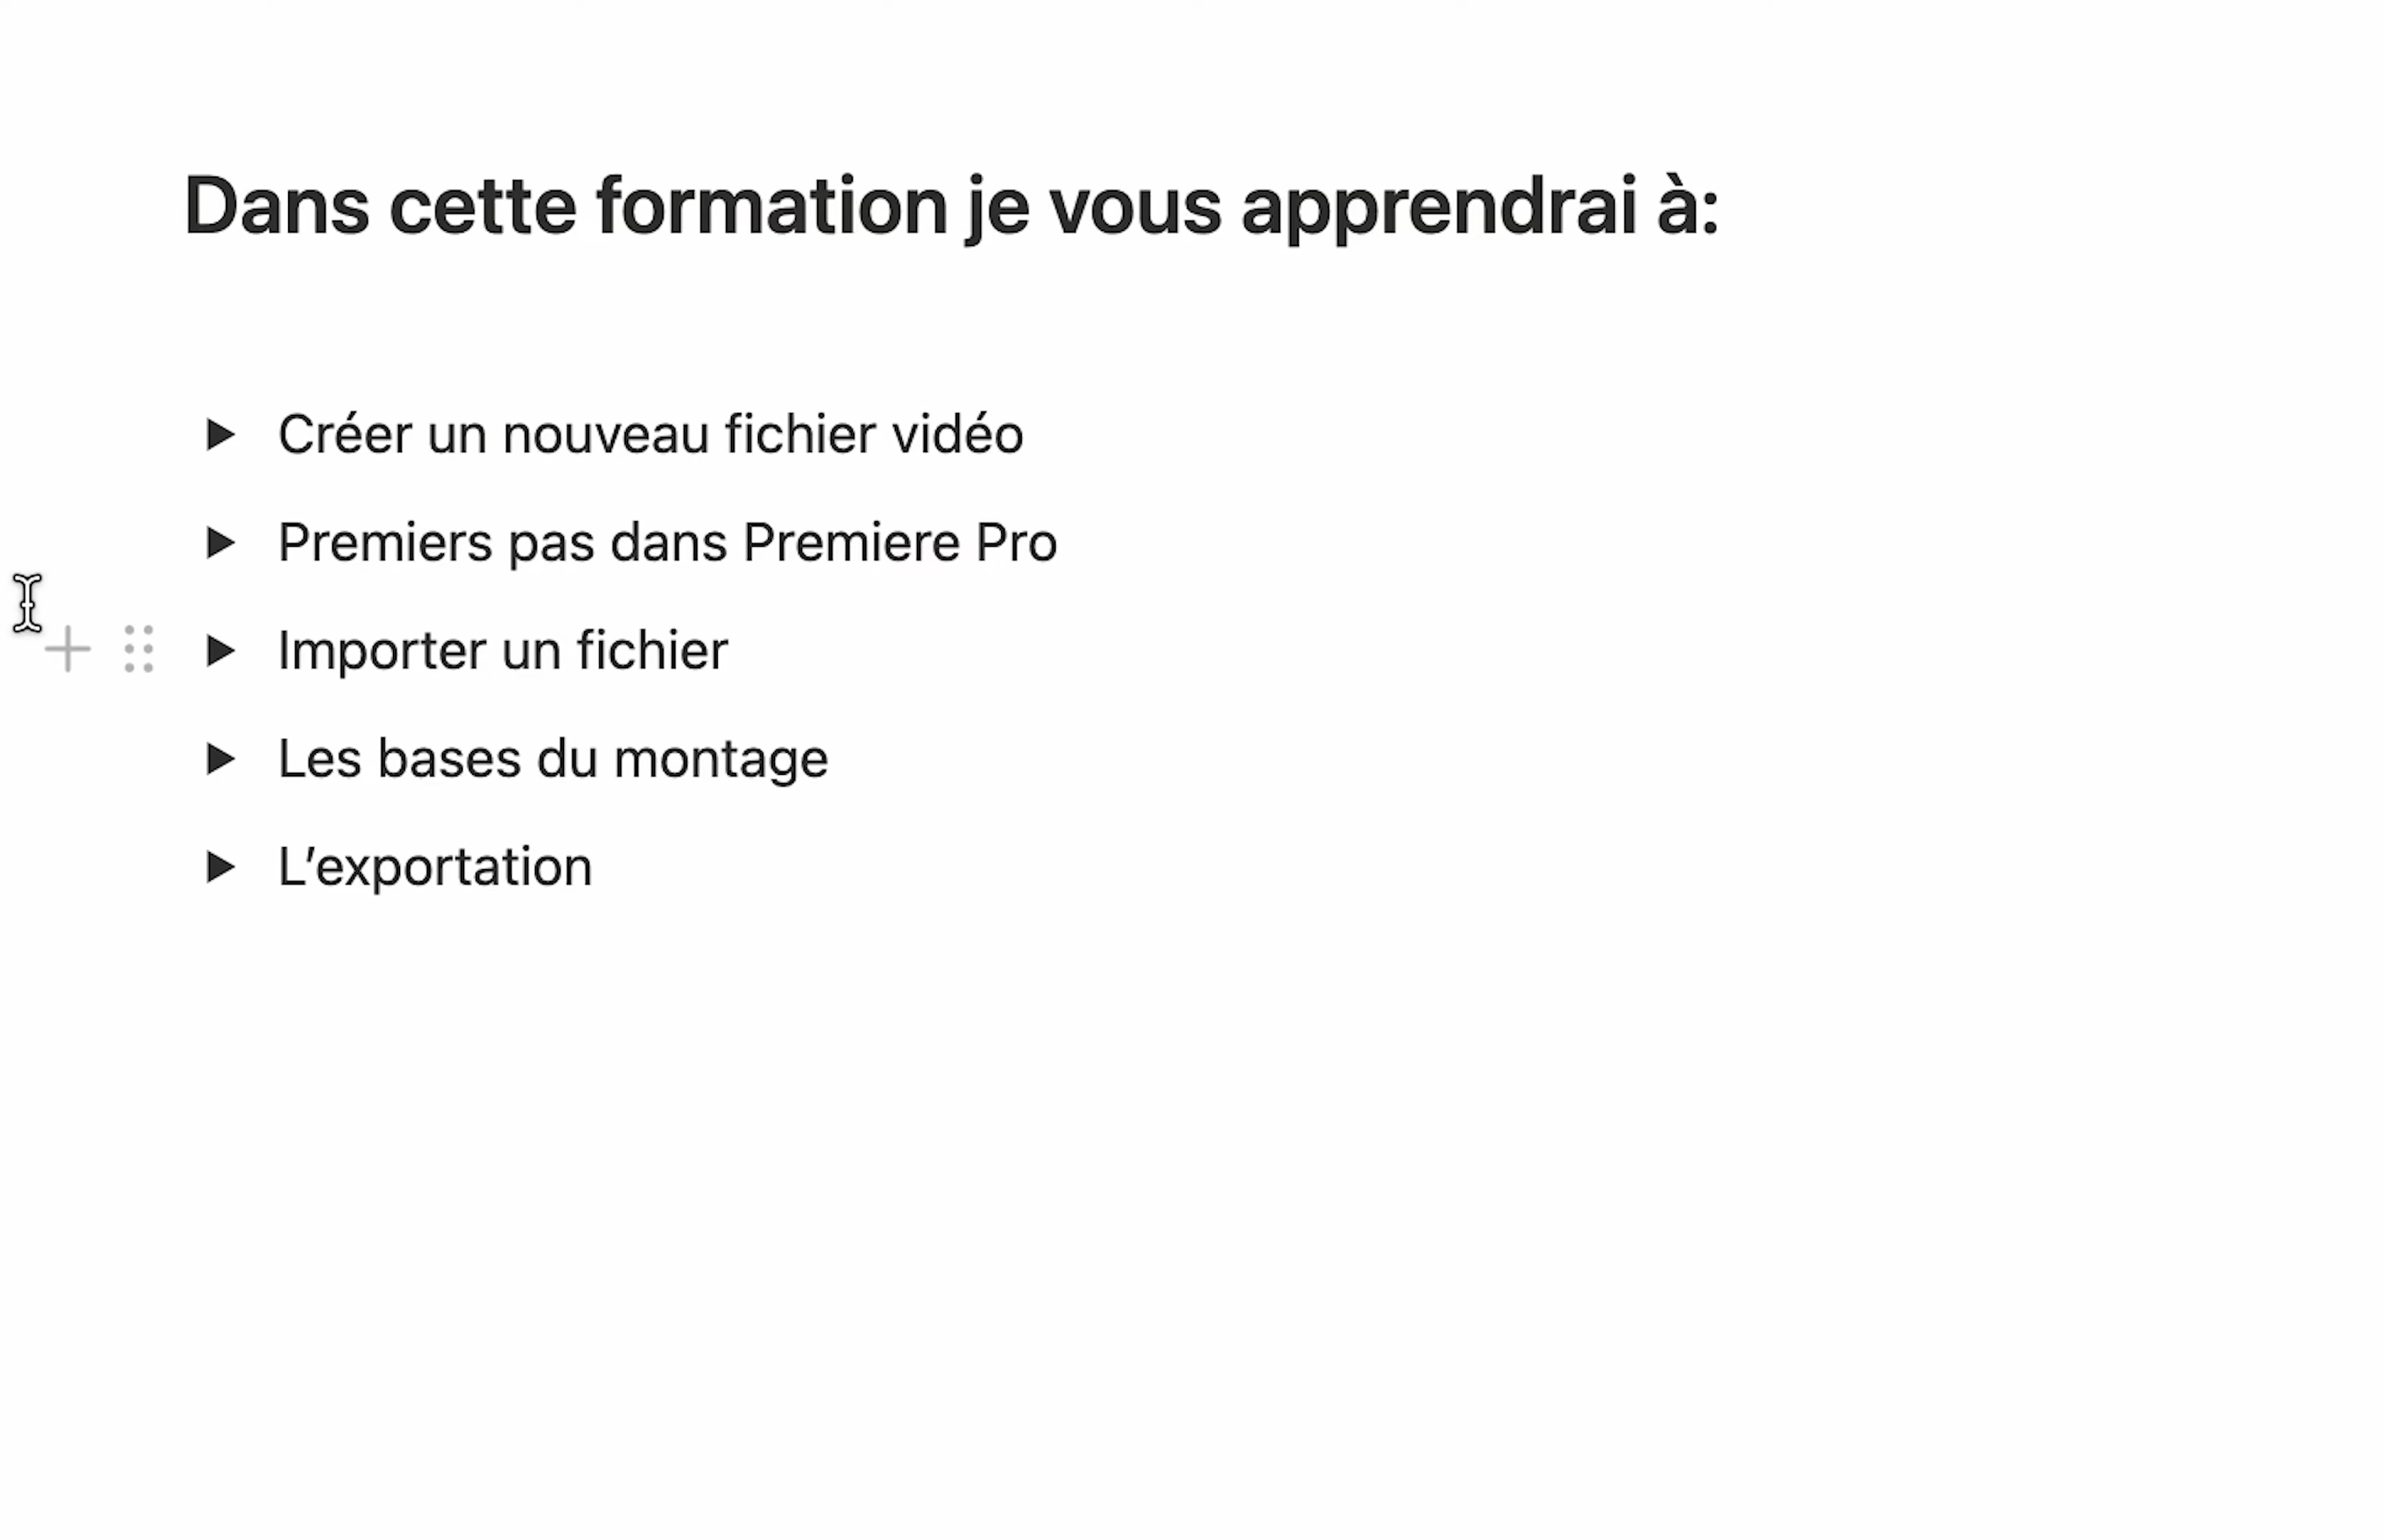 Dans cette formation je vous apprendrai à:
Créer un nouveau fichier vidéo
Premiers pas dans Premiere Pro
Importer un fichier
Les bases du montage
L’exportation